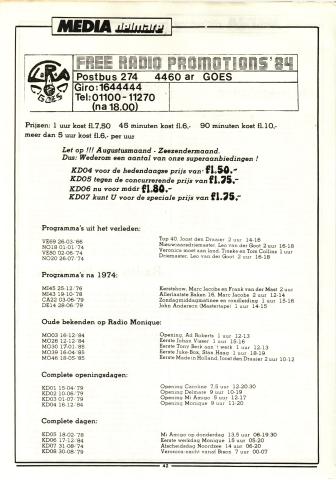 MEDIA delmare
FREE RADIO PROMOTIONS'84
FRP
GOES
Postbus 274 4460 ar GOES
Giro:1644444
Tel:01100-11270
(na 18.00)
Prijzen: 1 uur kost fl.7,50 45 minuten kost fl.6,- 90 minuten kost fl.10,-
meer dan 5 uur kost fl.6,- per uur
Let op !!! Augustusmaand - Zeezendermaand.
Dus: Wederom een aantal van onze superaanbiedingen !
KD04 voor de hedendaagse prijs van fl.50.-
KD05 tegen de concurrerende prijs van fl.75,-
KD06 nu voor máár fl.80.-
KD07 kunt U voor de speciale prijs van fl.75.-
Programma's uit het verleden:
VE69 26-03-'66 Top 40, Joost den Draaier 2 uur 14-16
NO18 01-01-'74 Nieuwjaarsdriemaster, Leo van der Goot 2 uur 16-18
VE50 02-06-'74 Veronica moet aan land, Tineke en Tom Collins 1 uur
NO20 26-07-'74 Driemaster, Leo van der Goot 2 uur 16-18
Programma's na 1974:
MI45 25-12-'76 Kerstshow, Marc Jacobs en Frank van der Mast 2 uur
MI43 19-10-'78 Allerlaatste Baken 16, Marc Jacobs 2 uur 12-14
CA22 03-06-'79 Zondagmiddagmatinee en rondleiding 1 uur 15-16
DE14 28-06-'79 John Anderson (Mastertape) 1 uur 14-15
Oude bekenden op Radio Monique:
MO03 16-12-'84 Opening, Ad Roberts 1 uur 12-13
MO28 12-12-'84 Eerste Johan Visser 1 uur 15-16
MO30 17-01-'85 Eerste Tony Berk aan 't werk 1 uur 12-13
MO39 16-04-'85 Eerste Juke-Box, Stan Haag 1 uur 18-19
MO46 18-05-'85 Eerste Made in Holland, Joost den Draaier 2 uur 10-12
Complete openingsdagen:
KD01 15-04-'79 Opening Caroline 7,5 uur 12-20.30
KD02 10-08-'79 Opening Delmare 9 uur 10-19
KD03 01-07-'79 Opening Mi Amigo 5 uur 12-17
KD04 16-12-'84 Opening Monique 9 uur 11-20
Complete dagen:
KD05 18-02-'78 Mi Amigo op donderdag 13,5 uur 06-19.30
KD06 17-12-'84 Eerste werkdag Monique 15 uur 05-20
KD07 31-08-'74 Afscheidsdag Noordzee 14 uur 06-20
KD08 30-08-'79 Veronica-nacht vanaf Bison 7 uur 00-07
42